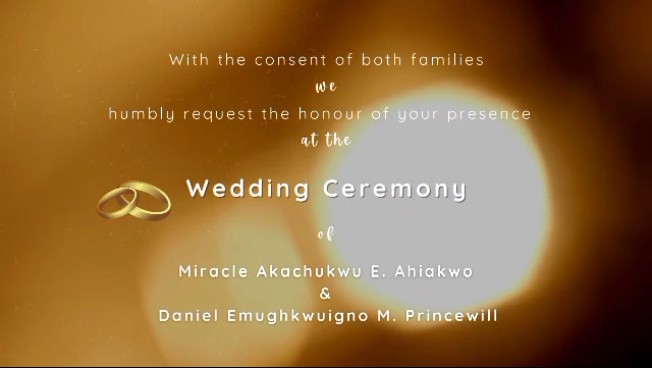 With the consent of both families
we
humbly request the honour of your presence
at the
Wedding Ceremony
of
Miracle Akachukwu E. Ahiakwo
&
Daniel Emughkwuigno M. Princewill